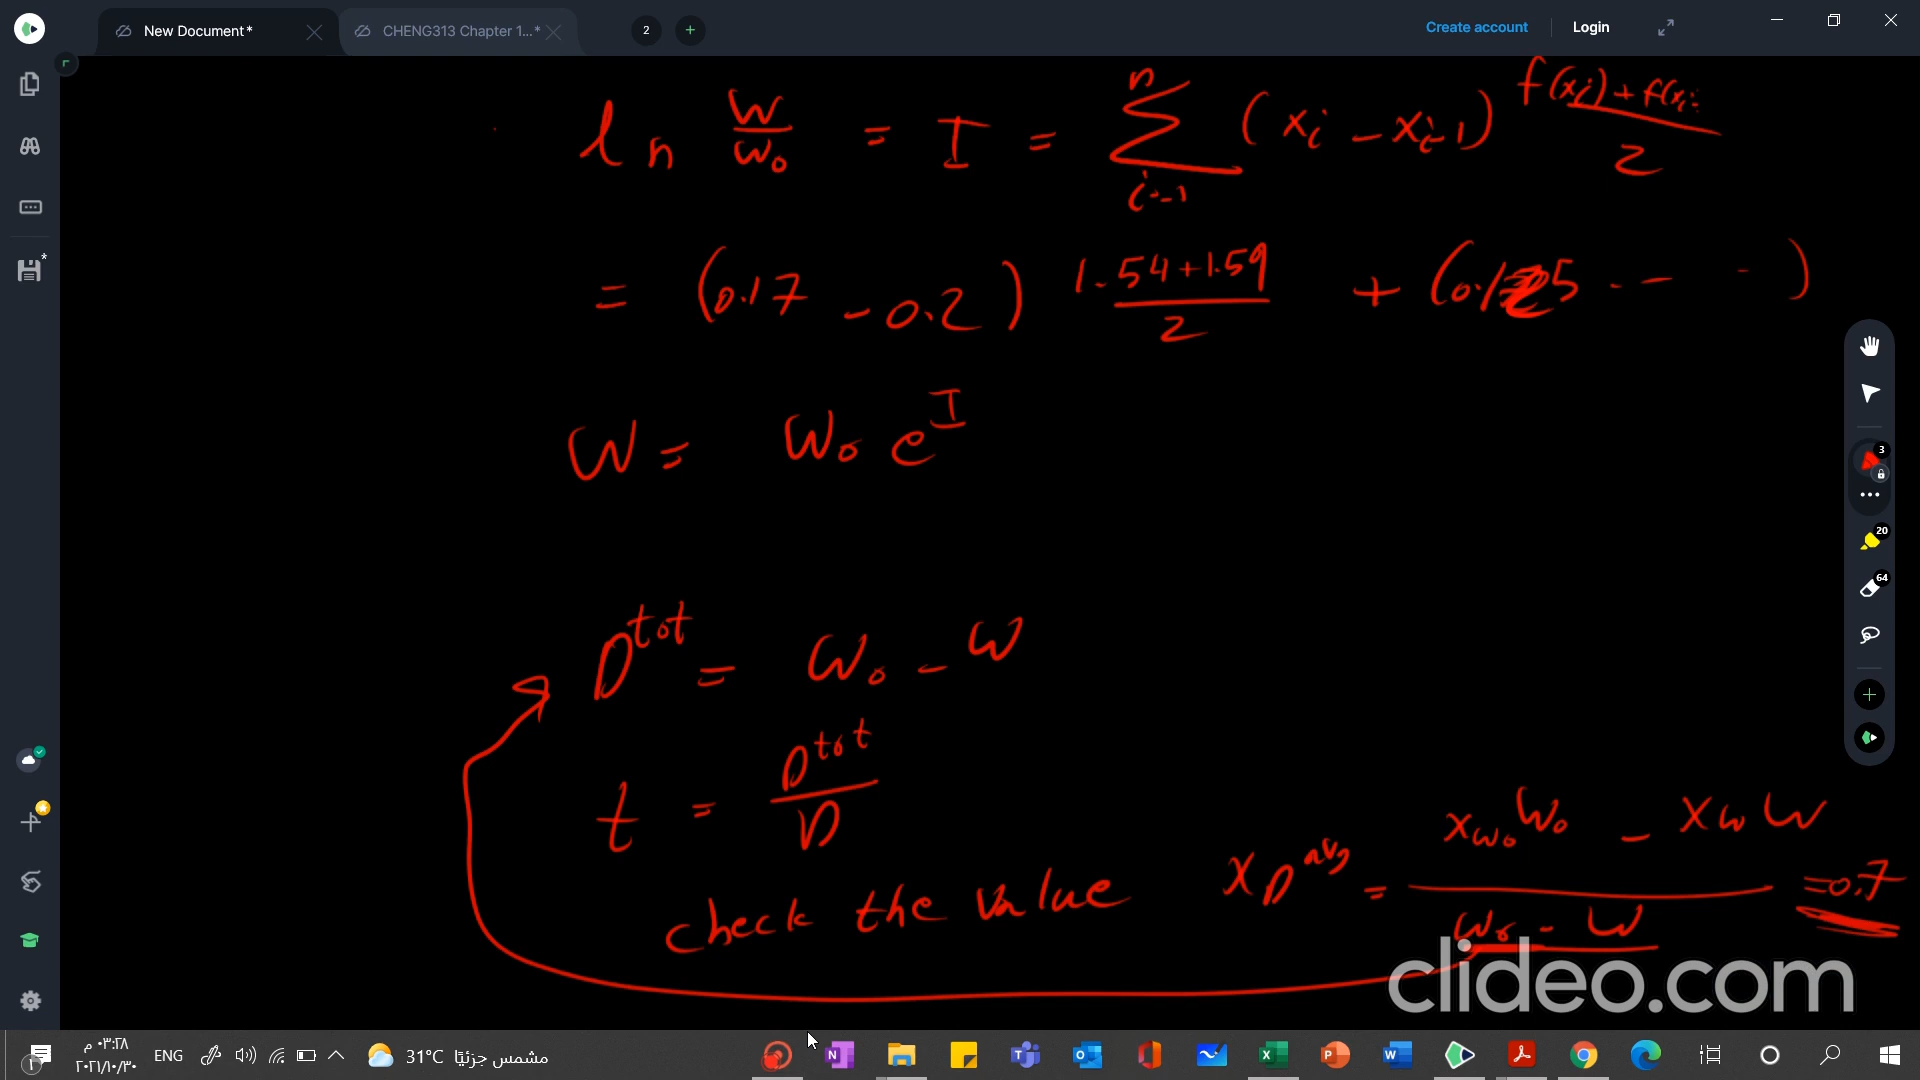 New Document*
CHENG313 Chapter 1...*
2
Create account
Login
ln W/W₀ = I = Σ (i=1 to n) (xᵢ - xᵢ-₁) (f(xᵢ) + f(xᵢ-
)/2
= (0.17 - 0.2) (1.54+1.59)/2 + (0.1 5 . - - - )
W = W₀ e^I
D^tot = W₀ - W
t = D^tot / D
check the value x_D^avg = (x_W₀ W₀ - x_W W) / (W₀ - W) = 0.7
3
20
64
clideo.com
٠٣:٢٨ م
٢٠٢١/١٠/٣٠
ENG
31°C مشمس جزئيًا